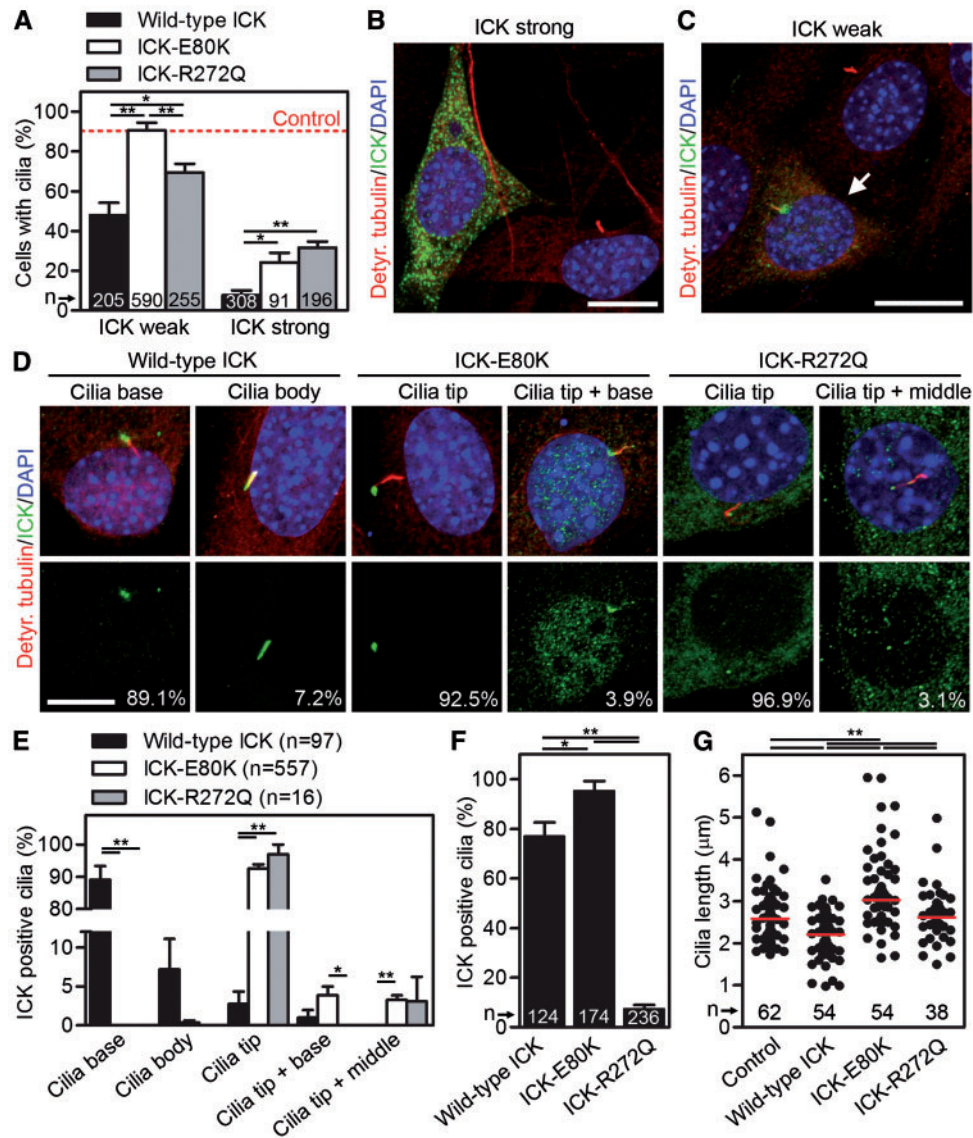 A
Wild-type ICK
ICK-E80K
ICK-R272Q
Cells with cilia (%)
100
80
60
40
20
0
Control
*
**
**
**
*
n
205
590
255
308
91
196
ICK weak
ICK strong
B
ICK strong
Detyr. tubulin/ICK/DAPI
C
ICK weak
Detyr. tubulin/ICK/DAPI
D
Wild-type ICK
ICK-E80K
ICK-R272Q
Cilia base
Cilia body
Cilia tip
Cilia tip + base
Cilia tip
Cilia tip + middle
Detyr. tubulin/ICK/DAPI
89.1%
7.2%
92.5%
3.9%
96.9%
3.1%
E
Wild-type ICK (n=97)
ICK-E80K (n=557)
ICK-R272Q (n=16)
ICK positive cilia (%)
100
90
80
10
5
0
**
**
*
**
Cilia base
Cilia body
Cilia tip
Cilia tip + base
Cilia tip + middle
F
**
*
ICK positive cilia (%)
100
80
60
40
20
0
n
124
174
236
Wild-type ICK
ICK-E80K
ICK-R272Q
G
**
Cilia length (μm)
6
5
4
3
2
1
0
n
62
54
54
38
Control
Wild-type ICK
ICK-E80K
ICK-R272Q